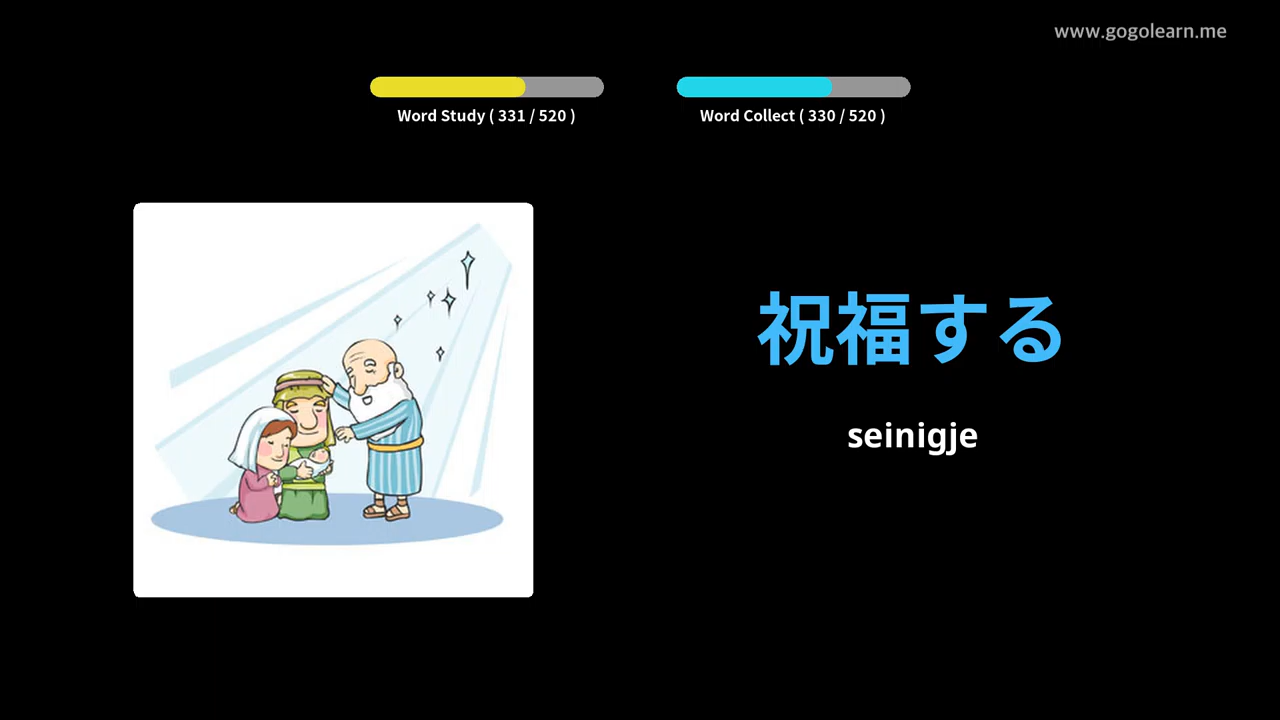 www.gogolearn.me
Word Study ( 331 / 520 )
Word Collect ( 330 / 520 )
祝福する
seinigje